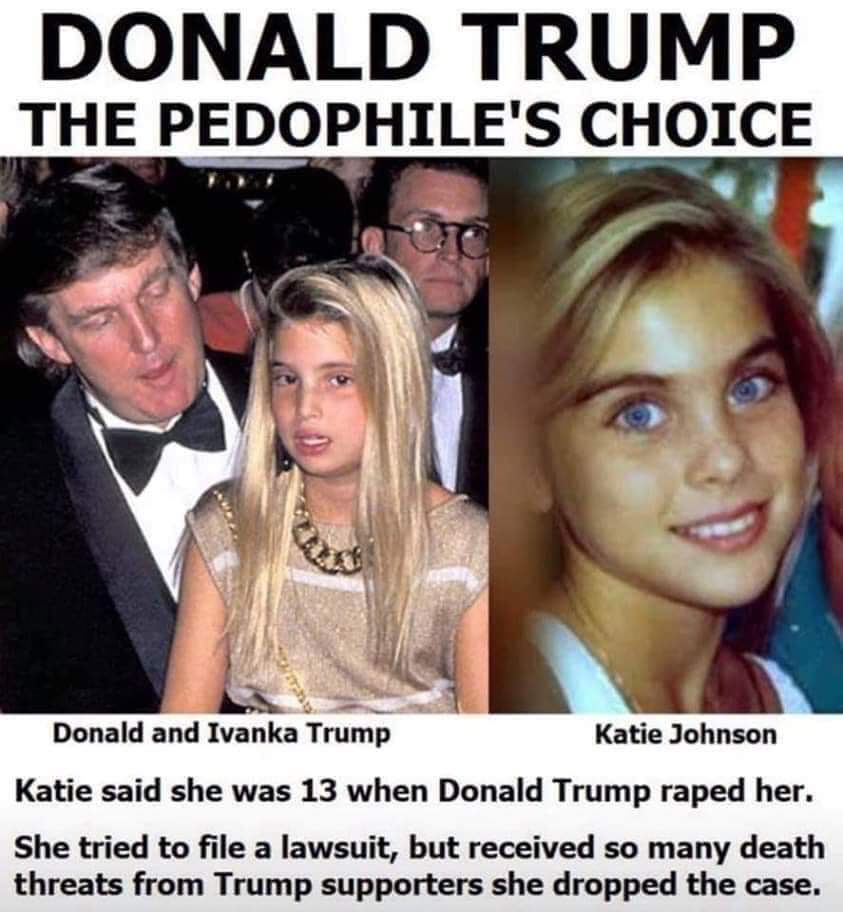 DONALD TRUMP
THE PEDOPHILE'S CHOICE
Donald and Ivanka Trump
Katie Johnson
Katie said she was 13 when Donald Trump raped her.
She tried to file a lawsuit, but received so many death
threats from Trump supporters she dropped the case.